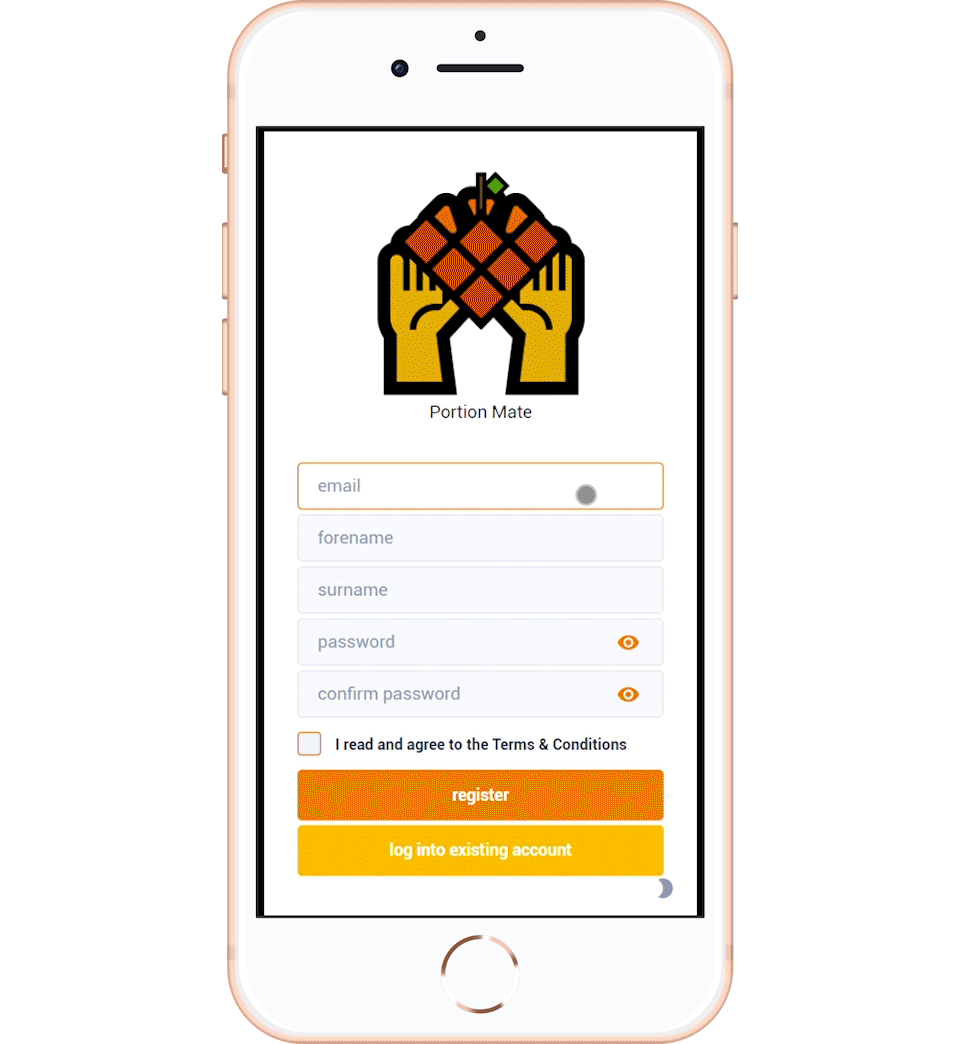 Portion Mate
email
forename
surname
password
confirm password
I read and agree to the Terms & Conditions
register
log into existing account